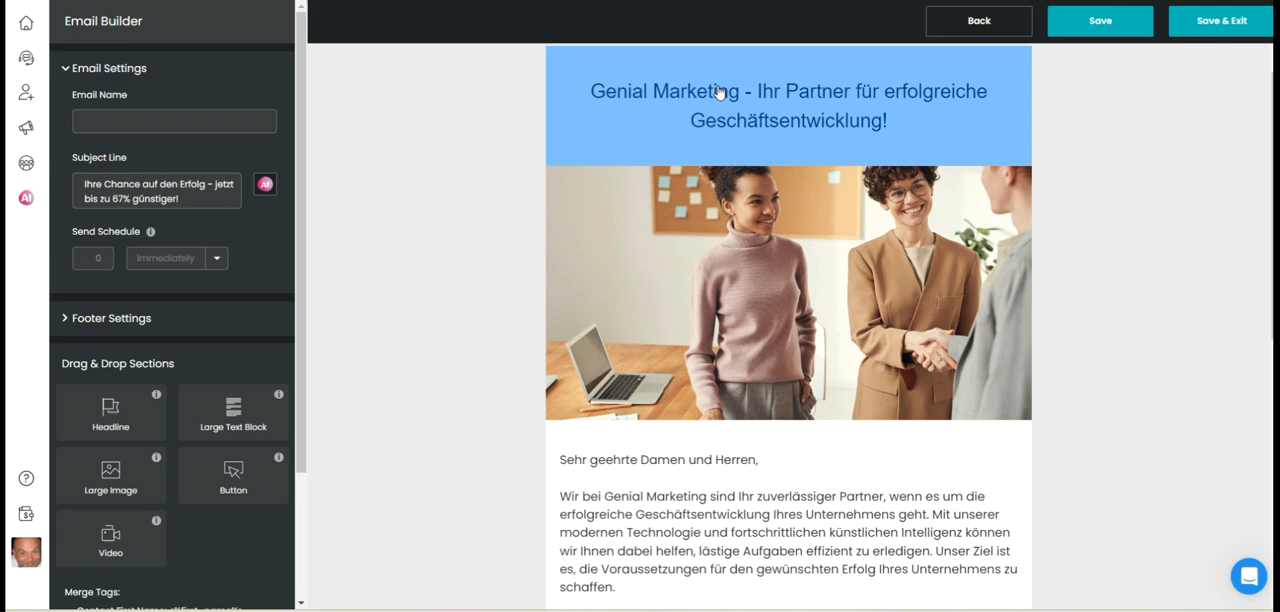 Email Builder
Back
Save
Save & Exit
Email Settings
Email Name
Subject Line
Ihre Chance auf den Erfolg - jetzt
bis zu 67% günstiger!
AI
AI
Send Schedule
0
immediately
Footer Settings
Drag & Drop Sections
Headline
Large Text Block
Large Image
Button
Video
Merge Tags:
Genial Marketing - Ihr Partner für erfolgreiche
Geschäftsentwicklung!
Sehr geehrte Damen und Herren,
Wir bei Genial Marketing sind Ihr zuverlässiger Partner, wenn es um die
erfolgreiche Geschäftsentwicklung Ihres Unternehmens geht. Mit unserer
modernen Technologie und fortschrittlichen künstlichen Intelligenz können
wir Ihnen dabei helfen, lästige Aufgaben effizient zu erledigen. Unser Ziel ist
es, die Voraussetzungen für den gewünschten Erfolg Ihres Unternehmens zu
schaffen.